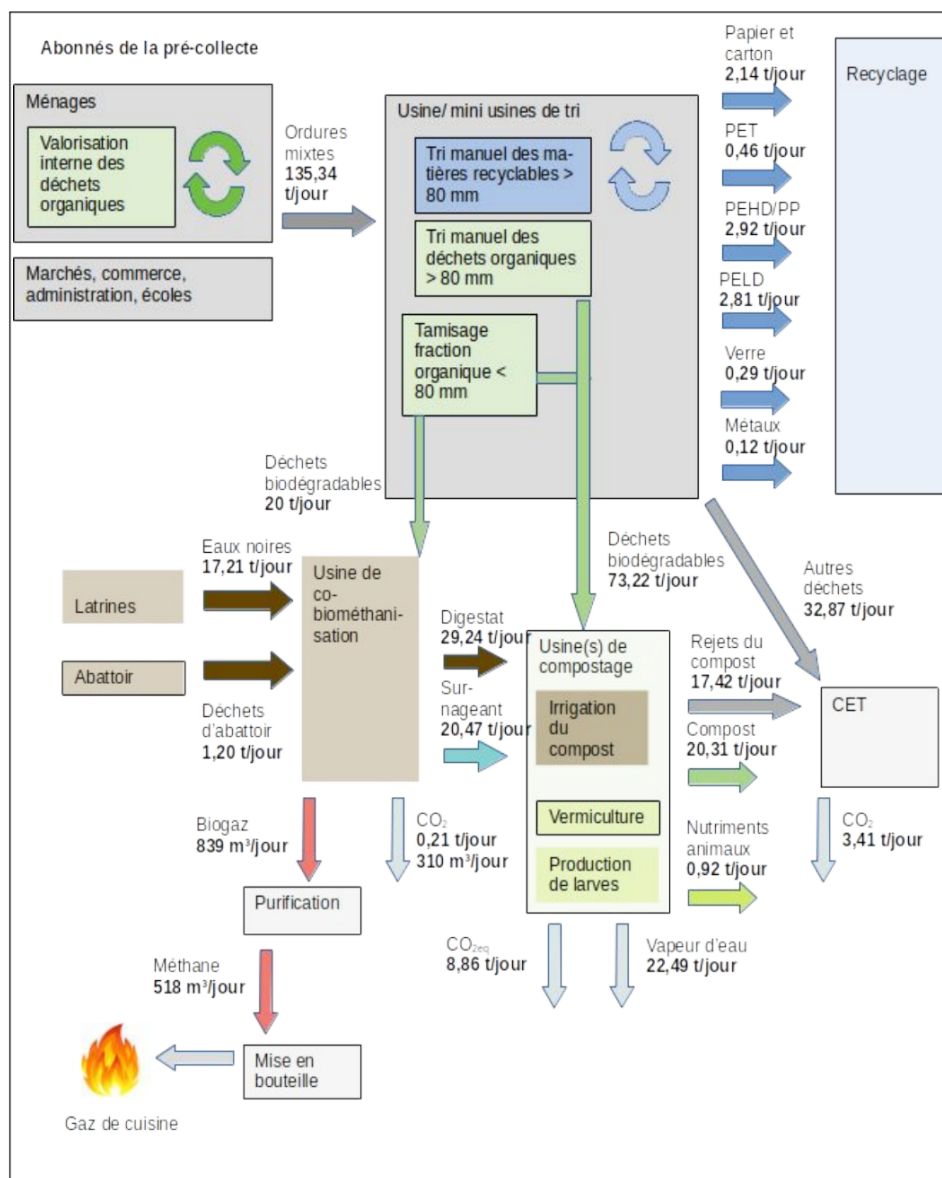 Abonnés de la pré-collecte
Ménages
Valorisation
interne des
déchets
organiques
Marchés, commerce,
administration, écoles
Ordures
mixtes
135,34
t/jour
Usine/ mini usines de tri
Tri manuel des ma-
tières recyclables >
80 mm
Tri manuel des
déchets organiques
> 80 mm
Tamisage
fraction
organique <
80 mm
Papier et
carton
2,14 t/jour
PET
0,46 t/jour
PEHD/PP
2,92 t/jour
PELD
2,81 t/jour
Verre
0,29 t/jour
Métaux
0,12 t/jour
Recyclage
Déchets
biodégradables
20 t/jour
Déchets
biodégradables
73,22 t/jour
Autres
déchets
32,87 t/jour
Eaux noires
17,21 t/jour
Latrines
Abattoir
Déchets
d'abattoir
1,20 t/jour
Usine de
co-
biométhani-
sation
Digestat
29,24 t/jour
Sur-
nageant
20,47 t/jour
Usine(s) de
compostage
Irrigation
du
compost
Vermiculture
Production
de larves
Rejets du
compost
17,42 t/jour
Compost
20,31 t/jour
Nutriments
animaux
0,92 t/jour
CET
CO₂
3,41 t/jour
Biogaz
839 m³/jour
CO₂
0,21 t/jour
310 m³/jour
Purification
CO₂eq
8,86 t/jour
Vapeur d'eau
22,49 t/jour
Méthane
518 m³/jour
Mise en
bouteille
Gaz de cuisine